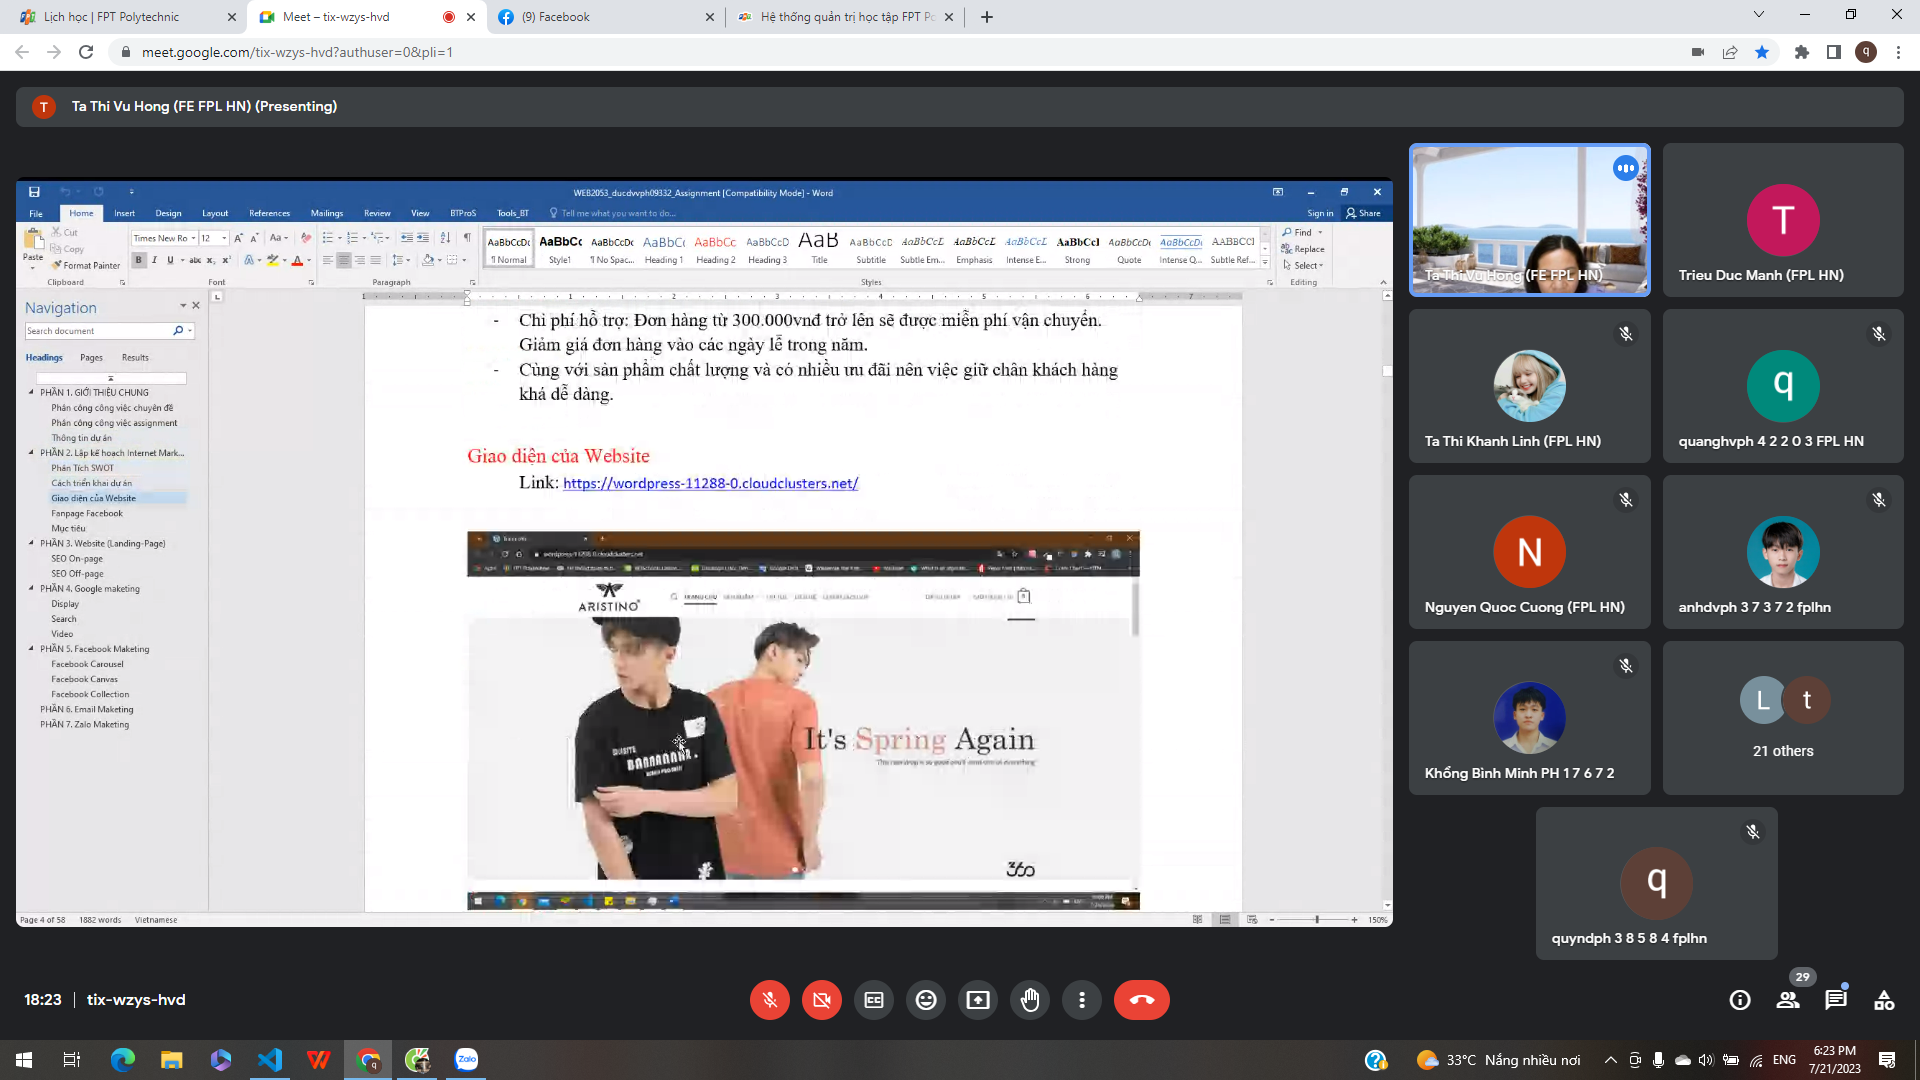 Lịch học | FPT Polytechnic
Meet – tix-wzys-hvd
(9) Facebook
Hệ thống quản trị học tập FPT Po
meet.google.com/tix-wzys-hvd?authuser=0&pli=1
q
T
Ta Thi Vu Hong (FE FPL HN) (Presenting)
WEB2053_ducdvvph09332_Assignment [Compatibility Mode] - Word
File
Home
Insert
Design
Layout
References
Mailings
Review
View
BTProS
Tools_BT
Tell me what you want to do...
Sign in
Share
Paste
Cut
Copy
Format Painter
Clipboard
Times New Ro
12
Font
Paragraph
AaBbCcDc
¶ Normal
AaBbCc
Style1
AaBbCcDc
¶ No Spac...
AaBbC
Heading 1
AaBbCc
Heading 2
AaBbCcD
Heading 3
AaB
Title
AaBbCcD
Subtitle
AaBbCcL
Subtle Em...
AaBbCcL
Emphasis
AaBbCcL
Intense E...
AaBbCcl
Strong
AaBbCcDc
Quote
AaBbCcDc
Intense Q...
AABBCCI
Subtle Ref...
Styles
Find
Replace
Select
Editing
Navigation
Search document
Headings
Pages
Results
PHẦN 1. GIỚI THIỆU CHUNG
Phân công công việc chuyên đề
Phân công công việc assignment
Thông tin dự án
PHẦN 2. Lập kế hoạch Internet Mark...
Phân Tích SWOT
Cách triển khai dự án
Giao diện của Website
Fanpage Facebook
Mục tiêu
PHẦN 3. Website (Landing-Page)
SEO On-page
SEO Off-page
PHẦN 4. Google maketing
Display
Search
Video
PHẦN 5. Facebook Maketing
Facebook Carousel
Facebook Canvas
Facebook Collection
PHẦN 6. Email Maketing
PHẦN 7. Zalo Maketing
- Chi phí hỗ trợ: Đơn hàng từ 300.000vnđ trở lên sẽ được miễn phí vận chuyển.
Giảm giá đơn hàng vào các ngày lễ trong năm.
- Cùng với sản phẩm chất lượng và có nhiều ưu đãi nên việc giữ chân khách hàng
khá dễ dàng.
Giao diện của Website
Link: https://wordpress-11288-0.cloudclusters.net/
ARISTINO
BANNANNA.
It's Spring Again
360
Page 4 of 58
1882 words
Vietnamese
150%
Ta Thi Vu Hong (FE FPL HN)
T
Trieu Duc Manh (FPL HN)
Ta Thi Khanh Linh (FPL HN)
q
quanghvph 4 2 2 0 3 FPL HN
N
Nguyen Quoc Cuong (FPL HN)
anhdvph 3 7 3 7 2 fplhn
Khổng Bình Minh PH 1 7 6 7 2
L
t
21 others
q
quyndph 3 8 5 8 4 fplhn
18:23
tix-wzys-hvd
29
Zalo
33°C Nắng nhiều nơi
ENG
6:23 PM
7/21/2023